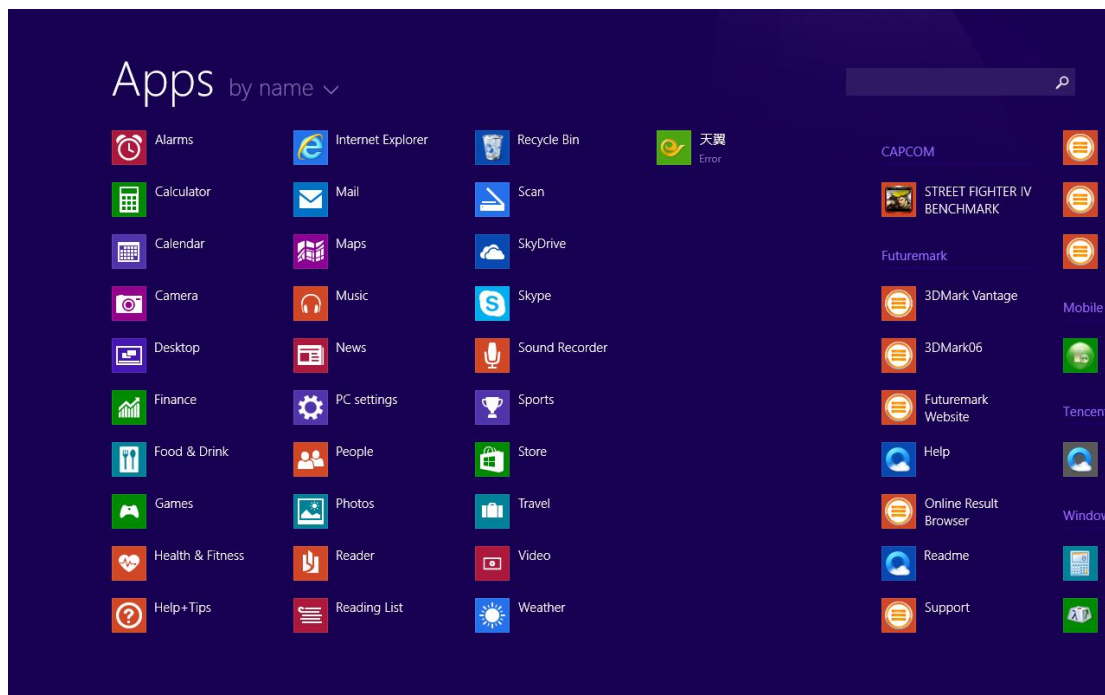 Apps by name
Alarms
Calculator
Calendar
Camera
Desktop
Finance
Food & Drink
Games
Health & Fitness
Help+Tips
Internet Explorer
Mail
Maps
Music
News
PC settings
People
Photos
Reader
Reading List
Recycle Bin
Scan
SkyDrive
Skype
Sound Recorder
Sports
Store
Travel
Video
Weather
天翼
Error
CAPCOM
STREET FIGHTER IV
BENCHMARK
Futuremark
3DMark Vantage
3DMark06
Futuremark
Website
Help
Online Result
Browser
Readme
Support
Mobile
Tencen
Window